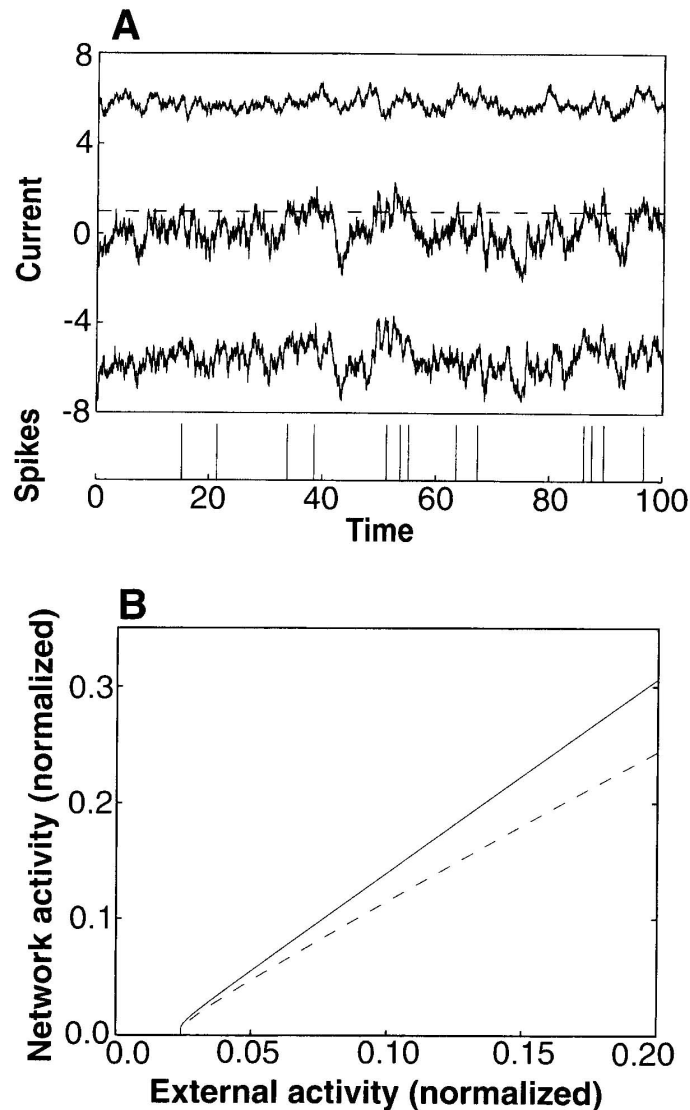 A
8
4
0
-4
-8
Current
Spikes
0 20 40 60 80 100
Time
B
0.3
0.2
0.1
0.0
Network activity (normalized)
0.0 0.05 0.10 0.15 0.20
External activity (normalized)